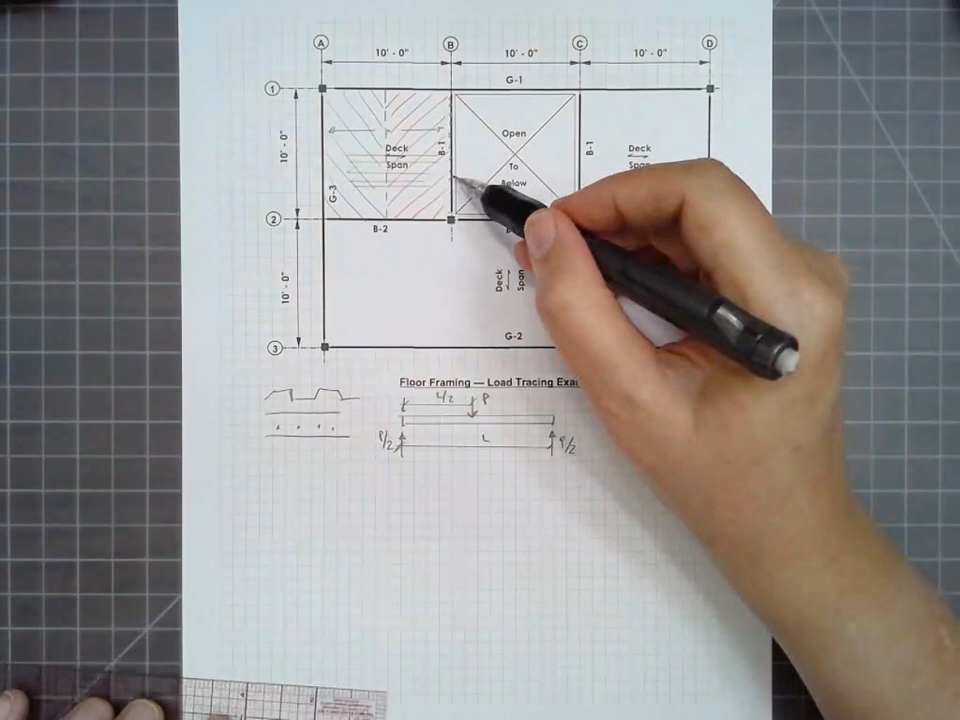 A B C D
10' - 0" 10' - 0" 10' - 0"
G-1
1
10' - 0"
Deck
Span
B-1
Open
To
Below
B-1
Deck
Span
G-3
2
B-2
10' - 0"
Deck
Span
G-2
3
Floor Framing — Load Tracing
L/2 P
P/2 L P/2